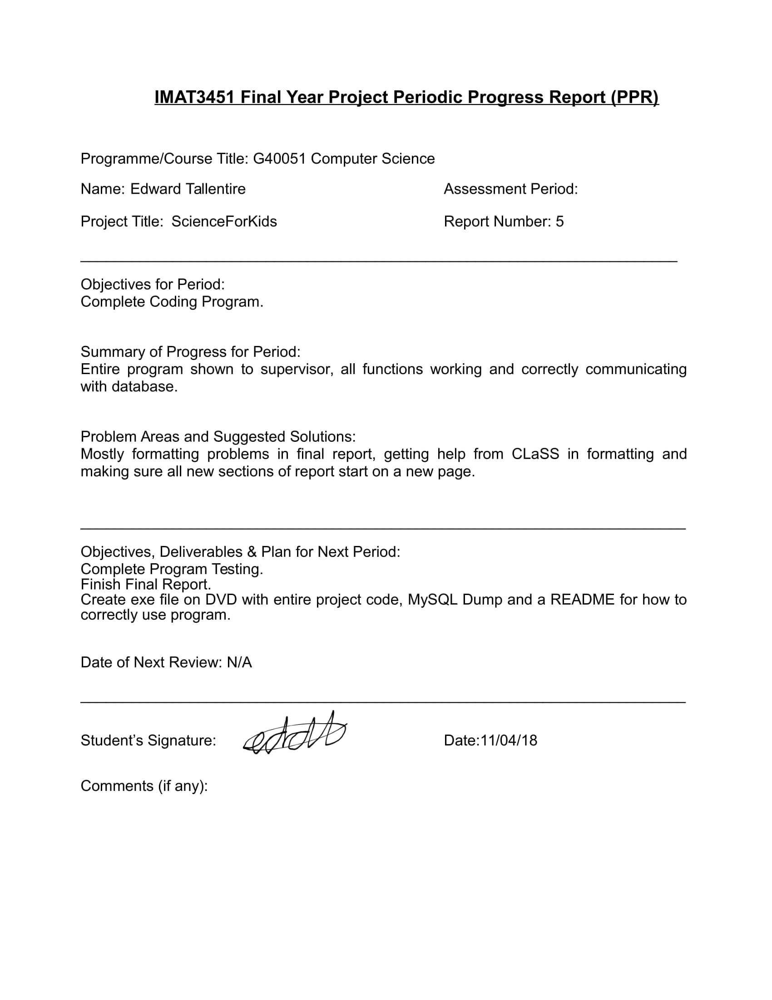 IMAT3451 Final Year Project Periodic Progress Report (PPR)
Programme/Course Title: G40051 Computer Science
Name: Edward Tallentire Assessment Period:
Project Title: ScienceForKids Report Number: 5
Objectives for Period:
Complete Coding Program.
Summary of Progress for Period:
Entire program shown to supervisor, all functions working and correctly communicating
with database.
Problem Areas and Suggested Solutions:
Mostly formatting problems in final report, getting help from CLaSS in formatting and
making sure all new sections of report start on a new page.
Objectives, Deliverables & Plan for Next Period:
Complete Program Testing.
Finish Final Report.
Create exe file on DVD with entire project code, MySQL Dump and a README for how to
correctly use program.
Date of Next Review: N/A
Student’s Signature: Date:11/04/18
Comments (if any):